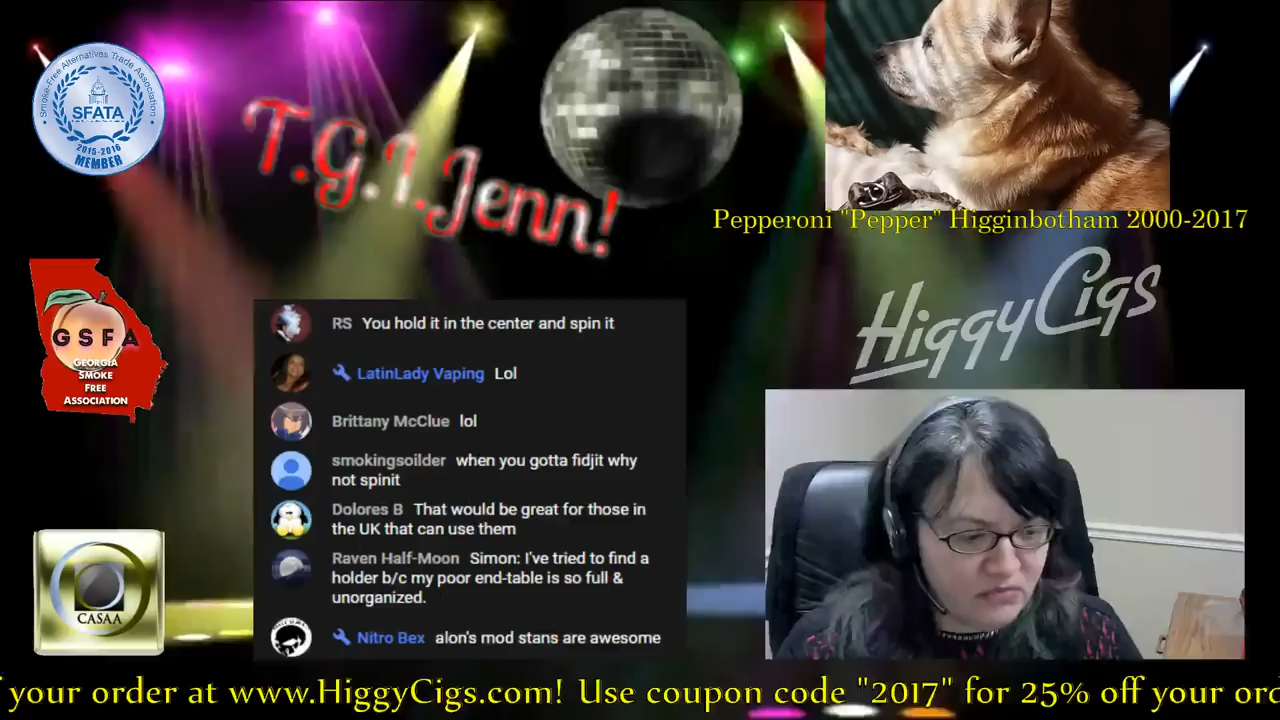 Smoke-Free Alternatives Trade Association
SFATA
2015-2016
MEMBER
T.G.I.Jenn!
Pepperoni "Pepper" Higginbotham 2000-2017
HiggyCigs
GSFA
GEORGIA
SMOKE
FREE
ASSOCIATION
RS You hold it in the center and spin it
LatinLady Vaping Lol
Brittany McClue lol
smokingsoilder when you gotta fidjit why
not spinit
Dolores B That would be great for those in
the UK that can use them
Raven Half-Moon Simon: I've tried to find a
holder b/c my poor end-table is so full &
unorganized.
Nitro Bex alon's mod stans are awesome
CASAA
your order at www.HiggyCigs.com! Use coupon code "2017" for 25% off your ord